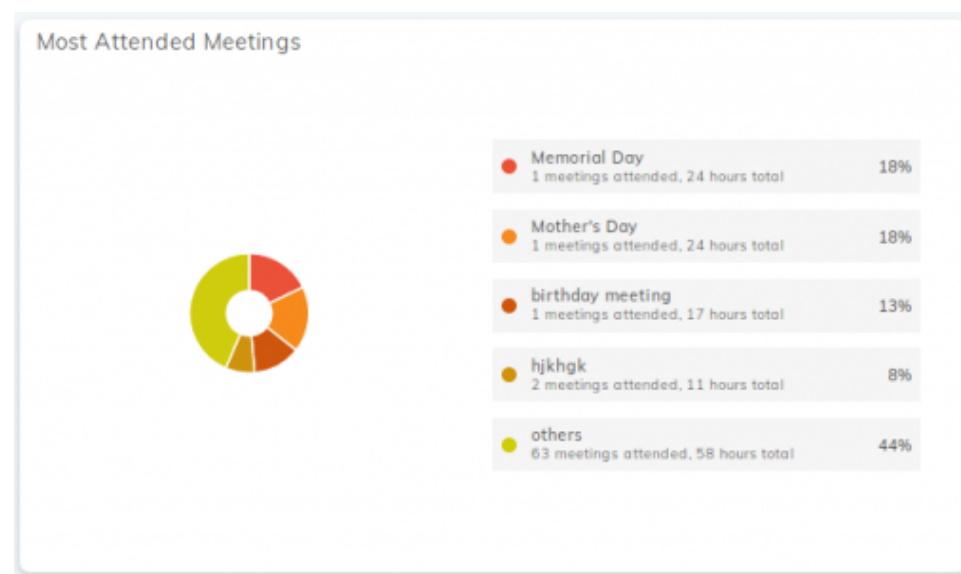 Most Attended Meetings
Memorial Day
18%
1 meetings attended, 24 hours total
Mother's Day
18%
1 meetings attended, 24 hours total
birthday meeting
13%
1 meetings attended, 17 hours total
hjkhgk
8%
2 meetings attended, 11 hours total
others
44%
63 meetings attended, 58 hours total